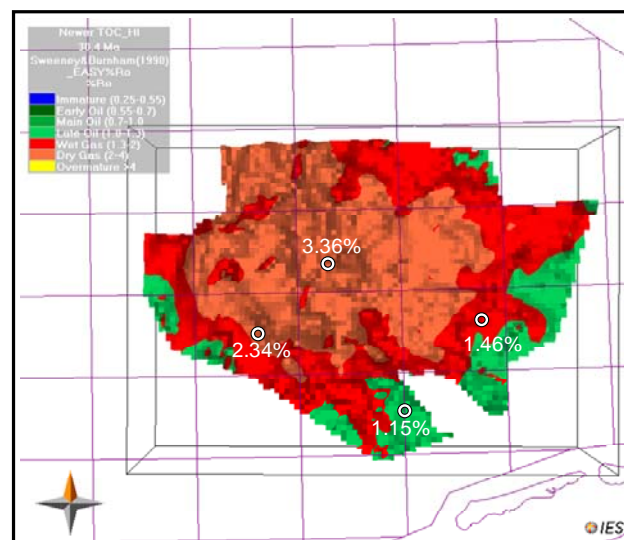 Newer TOC_HI
30.4 Ma
Sweeney&Burnham(1990)
_EASY%Ro
%Ro
Immature (0.25-0.55)
Early Oil (0.55-0.7)
Main Oil (0.7-1.0)
Late Oil (1.0-1.3)
Wet Gas (1.3-2)
Dry Gas (2-4)
Overmature >4
3.36%
2.34%
1.46%
1.15%
IES